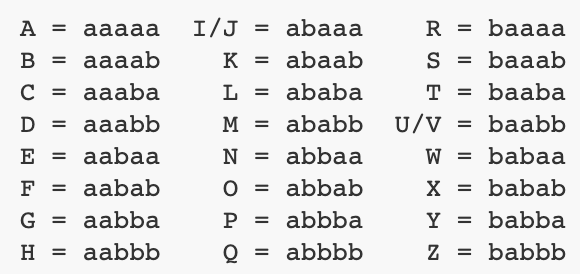 A = aaaaa I/J = abaaa R = baaaa
B = aaaab K = abaab S = baaab
C = aaaba L = ababa T = baaba
D = aaabb M = ababb U/V = baabb
E = aabaa N = abbaa W = babaa
F = aabab O = abbab X = babab
G = aabba P = abbba Y = babba
H = aabbb Q = abbbb Z = babbb